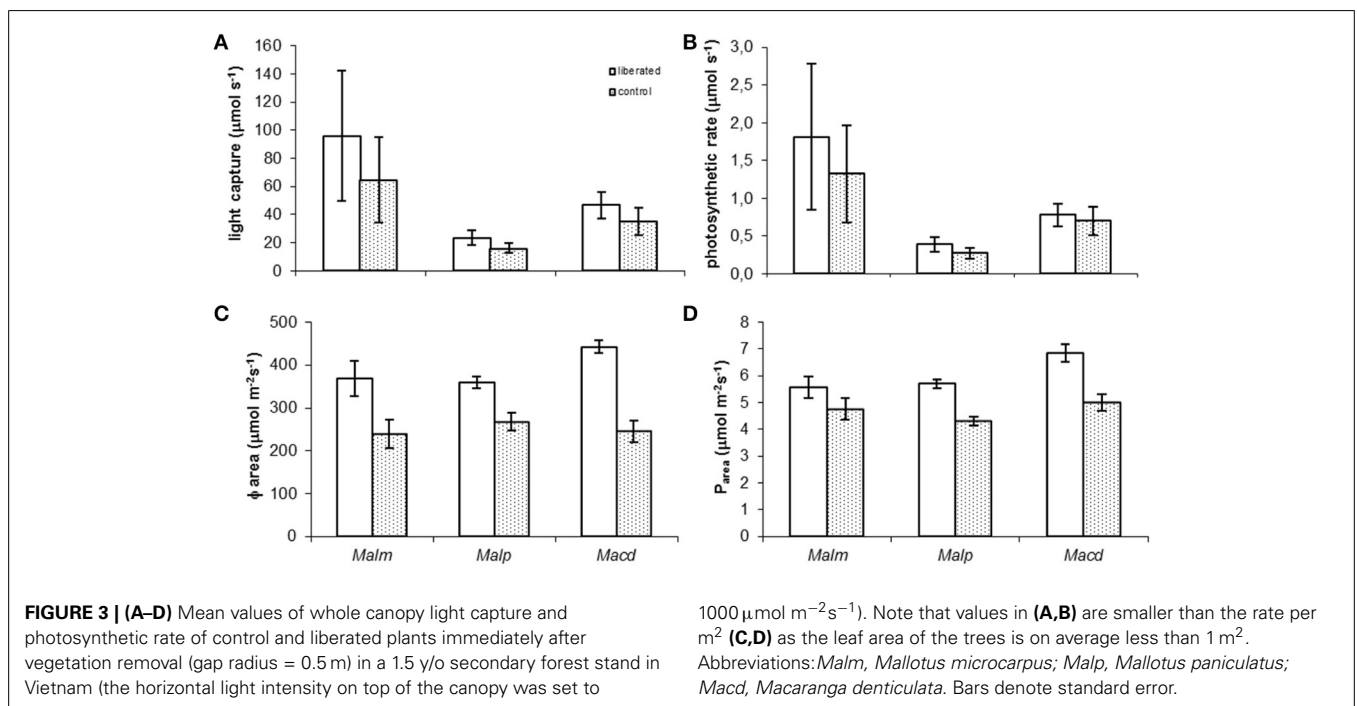 A
160
140
120
100
80
60
40
20
0
light capture (µmol s-1)
liberated
control
B
3,0
2,5
2,0
1,5
1,0
0,5
0,0
photosynthetic rate (µmol s-1)
C
500
400
300
200
100
0
ϕ area (µmol m-2s-1)
Malm Malp Macd
D
8
7
6
5
4
3
2
1
0
Parea (µmol m-2s-1)
Malm Malp Macd
FIGURE 3 | (A–D) Mean values of whole canopy light capture and
photosynthetic rate of control and liberated plants immediately after
vegetation removal (gap radius = 0.5 m) in a 1.5 y/o secondary forest stand in
Vietnam (the horizontal light intensity on top of the canopy was set to
1000 µmol m−2s−1). Note that values in (A,B) are smaller than the rate per
m2 (C,D) as the leaf area of the trees is on average less than 1 m2.
Abbreviations: Malm, Mallotus microcarpus; Malp, Mallotus paniculatus;
Macd, Macaranga denticulata. Bars denote standard error.